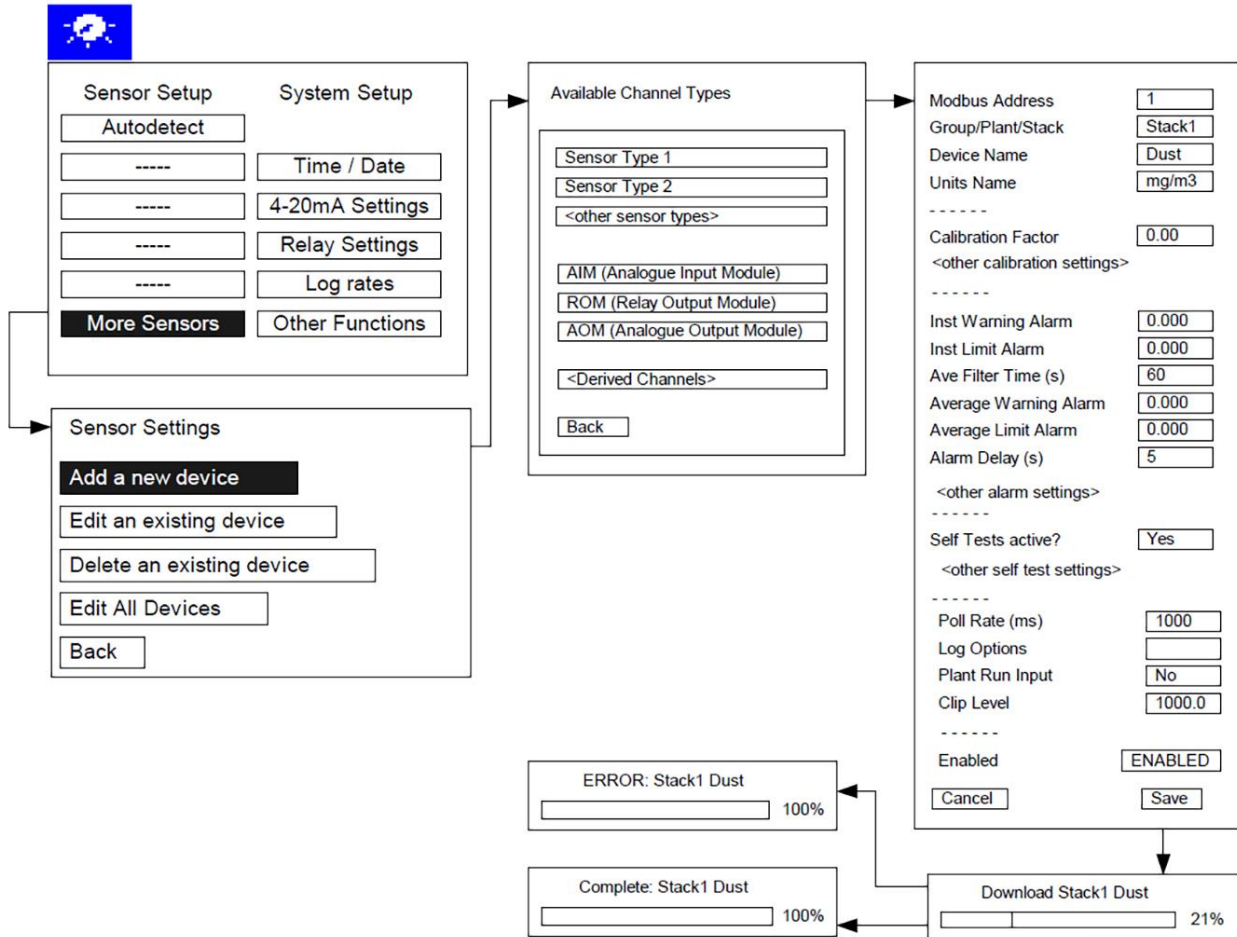 Sensor Setup System Setup
Autodetect
----- Time / Date
----- 4-20mA Settings
----- Relay Settings
----- Log rates
More Sensors Other Functions
Sensor Settings
Add a new device
Edit an existing device
Delete an existing device
Edit All Devices
Back
Available Channel Types
Sensor Type 1
Sensor Type 2
<other sensor types>
AIM (Analogue Input Module)
ROM (Relay Output Module)
AOM (Analogue Output Module)
<Derived Channels>
Back
Modbus Address 1
Group/Plant/Stack Stack1
Device Name Dust
Units Name mg/m3
- - - - - -
Calibration Factor 0.00
<other calibration settings>
- - - - - -
Inst Warning Alarm 0.000
Inst Limit Alarm 0.000
Ave Filter Time (s) 60
Average Warning Alarm 0.000
Average Limit Alarm 0.000
Alarm Delay (s) 5
<other alarm settings>
- - - - - -
Self Tests active? Yes
<other self test settings>
- - - - - -
Poll Rate (ms) 1000
Log Options
Plant Run Input No
Clip Level 1000.0
- - - - - -
Enabled ENABLED
Cancel Save
Download Stack1 Dust
21%
ERROR: Stack1 Dust
100%
Complete: Stack1 Dust
100%